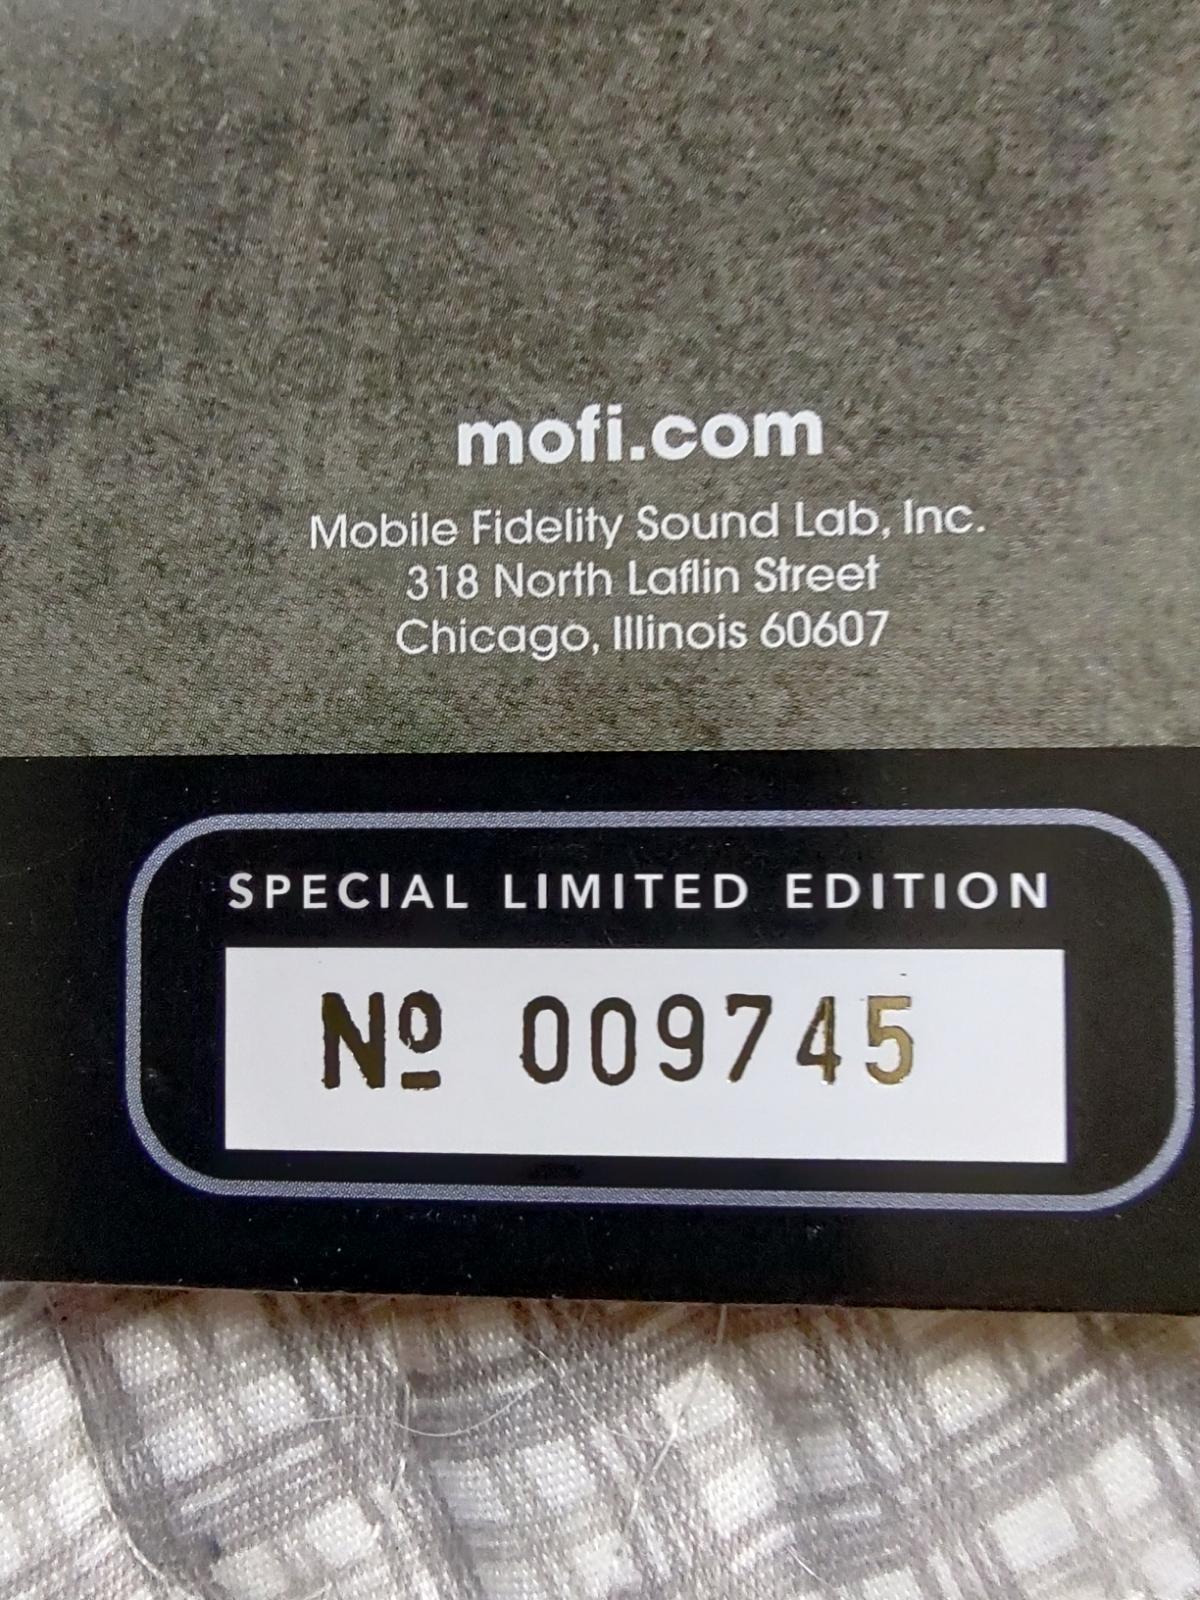 mofi.com
Mobile Fidelity Sound Lab, Inc.
318 North Laflin Street
Chicago, Illinois 60607
SPECIAL LIMITED EDITION
Nº 009745